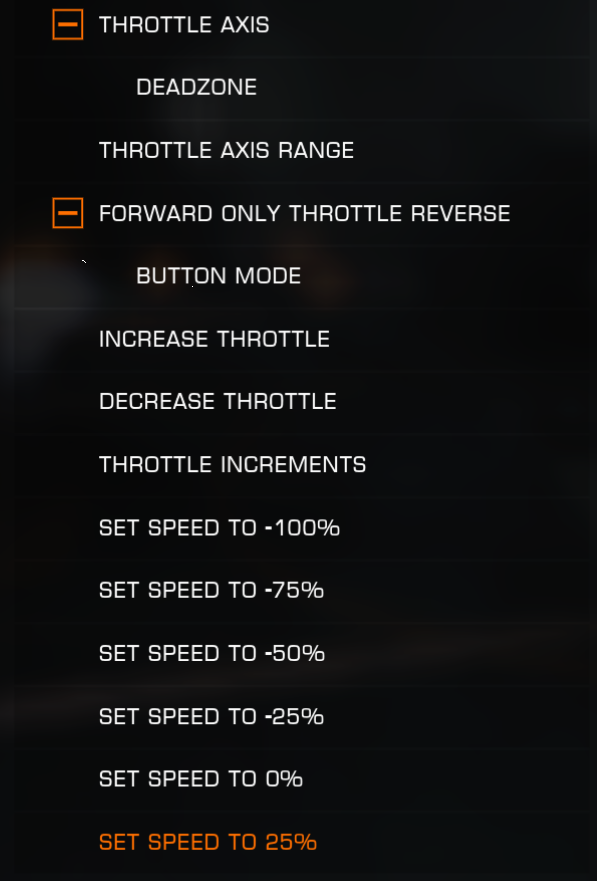 THROTTLE AXIS
DEADZONE
THROTTLE AXIS RANGE
FORWARD ONLY THROTTLE REVERSE
BUTTON MODE
INCREASE THROTTLE
DECREASE THROTTLE
THROTTLE INCREMENTS
SET SPEED TO -100%
SET SPEED TO -75%
SET SPEED TO -50%
SET SPEED TO -25%
SET SPEED TO 0%
SET SPEED TO 25%